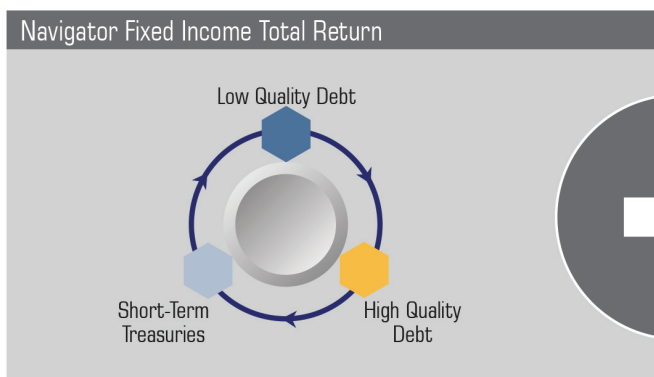 Navigator Fixed Income Total Return
Low Quality Debt
Short-Term
Treasuries
High Quality
Debt